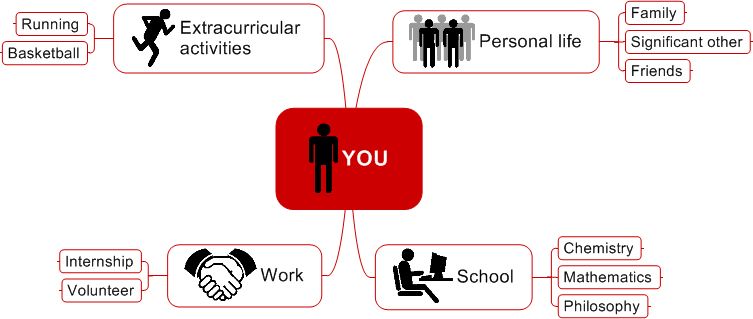 Running
Basketball
Extracurricular
activities
Personal life
Family
Significant other
Friends
YOU
Internship
Volunteer
Work
School
Chemistry
Mathematics
Philosophy